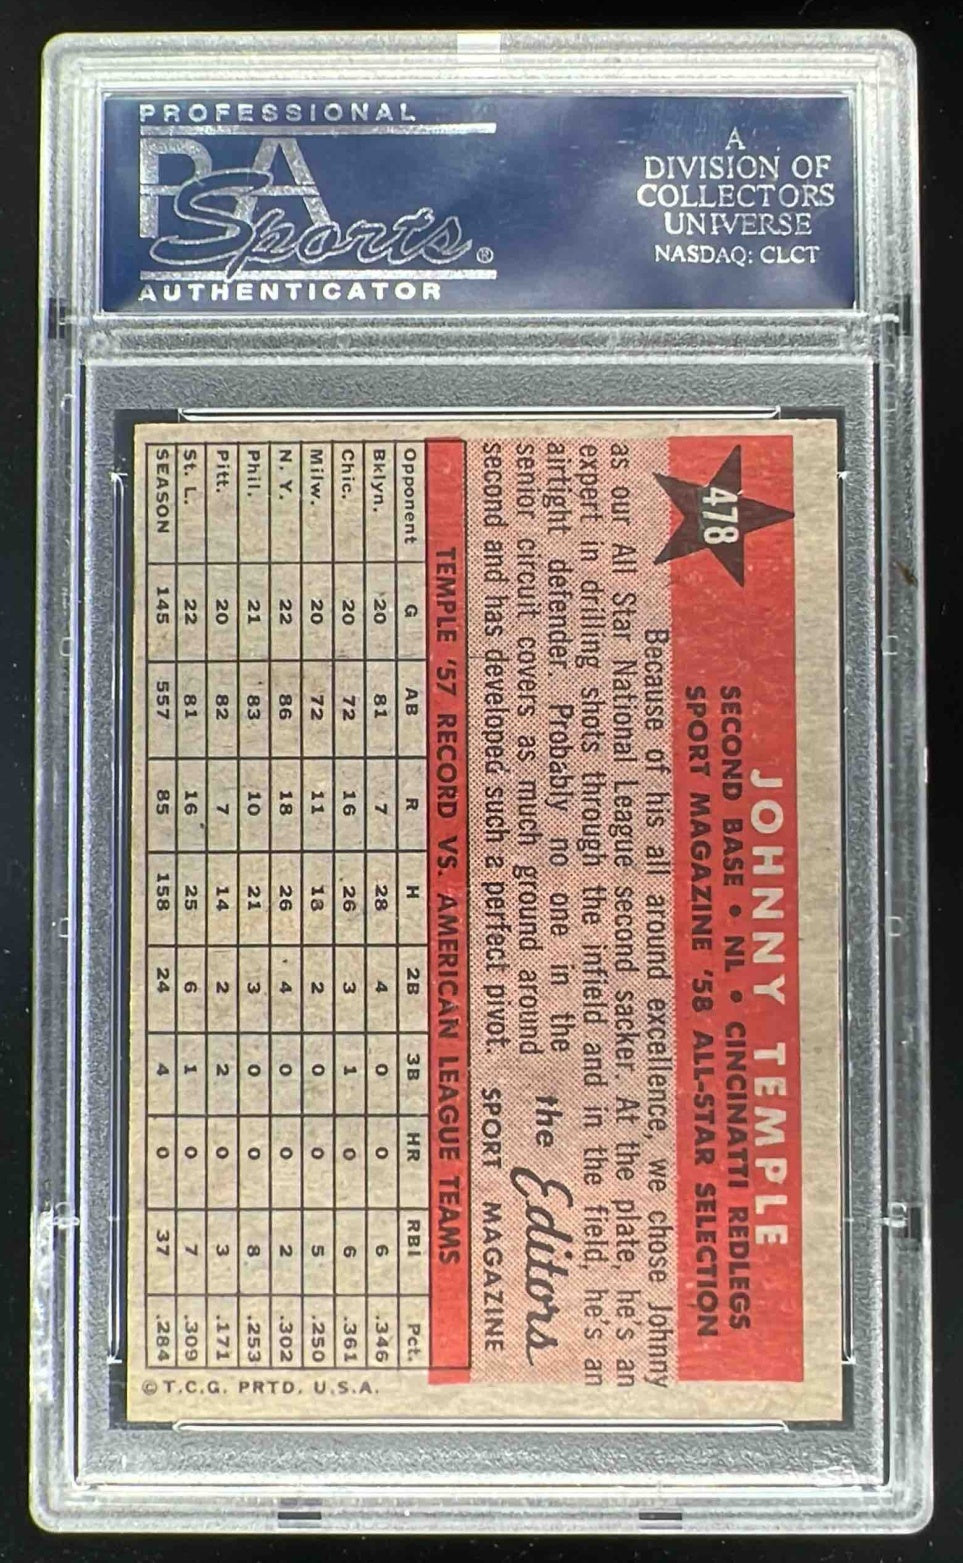 PROFESSIONAL
PSA
Sports®
AUTHENTICATOR
A
DIVISION OF
COLLECTORS
UNIVERSE
NASDAQ: CLCT
478
JOHNNY TEMPLE
SECOND BASE • NL • CINCINATTI REDLEGS
SPORT MAGAZINE '58 ALL-STAR SELECTION
Because of his all around excellence, we chose Johnny
as our All Star National League second sacker. At the plate, he's an
expert in drilling shots through the infield and in the field, he's an
airtight defender. Probably no one in the
senior circuit covers as much ground around
second and has developed such a perfect pivot.
the Editors
SPORT MAGAZINE
TEMPLE '57 RECORD VS. AMERICAN LEAGUE TEAMS
Opponent G AB R H 2B 3B HR RBI Pct.
Bklyn. 20 81 7 28 4 0 0 6 .346
Chic. 20 72 16 26 3 1 0 6 .361
Milw. 20 72 11 18 2 0 0 5 .250
N. Y. 22 86 18 26 4 0 0 2 .302
Phil. 21 83 10 21 3 0 0 8 .253
Pitt. 20 82 7 14 2 2 0 3 .171
St. L. 22 81 16 25 6 1 0 7 .309
SEASON 145 557 85 158 24 4 0 37 .284
© T.C.G. PRTD. U.S.A.